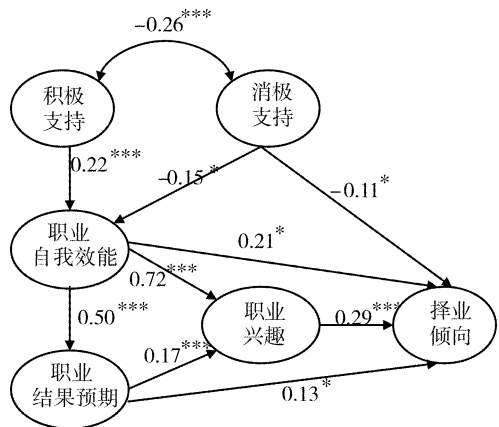 -0.26***
积极
支持
消极
支持
0.22***
-0.15*
-0.11*
职业
自我效能
0.21*
0.72***
0.50***
职业
兴趣
0.29***
择业
倾向
0.17***
职业
结果预期
0.13*